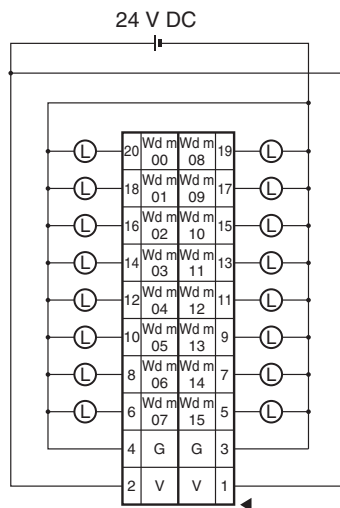 24 V DC
L 20 Wd m 00 Wd m 08 19 L
L 18 Wd m 01 Wd m 09 17 L
L 16 Wd m 02 Wd m 10 15 L
L 14 Wd m 03 Wd m 11 13 L
L 12 Wd m 04 Wd m 12 11 L
L 10 Wd m 05 Wd m 13 9 L
L 8 Wd m 06 Wd m 14 7 L
L 6 Wd m 07 Wd m 15 5 L
4 G G 3
2 V V 1